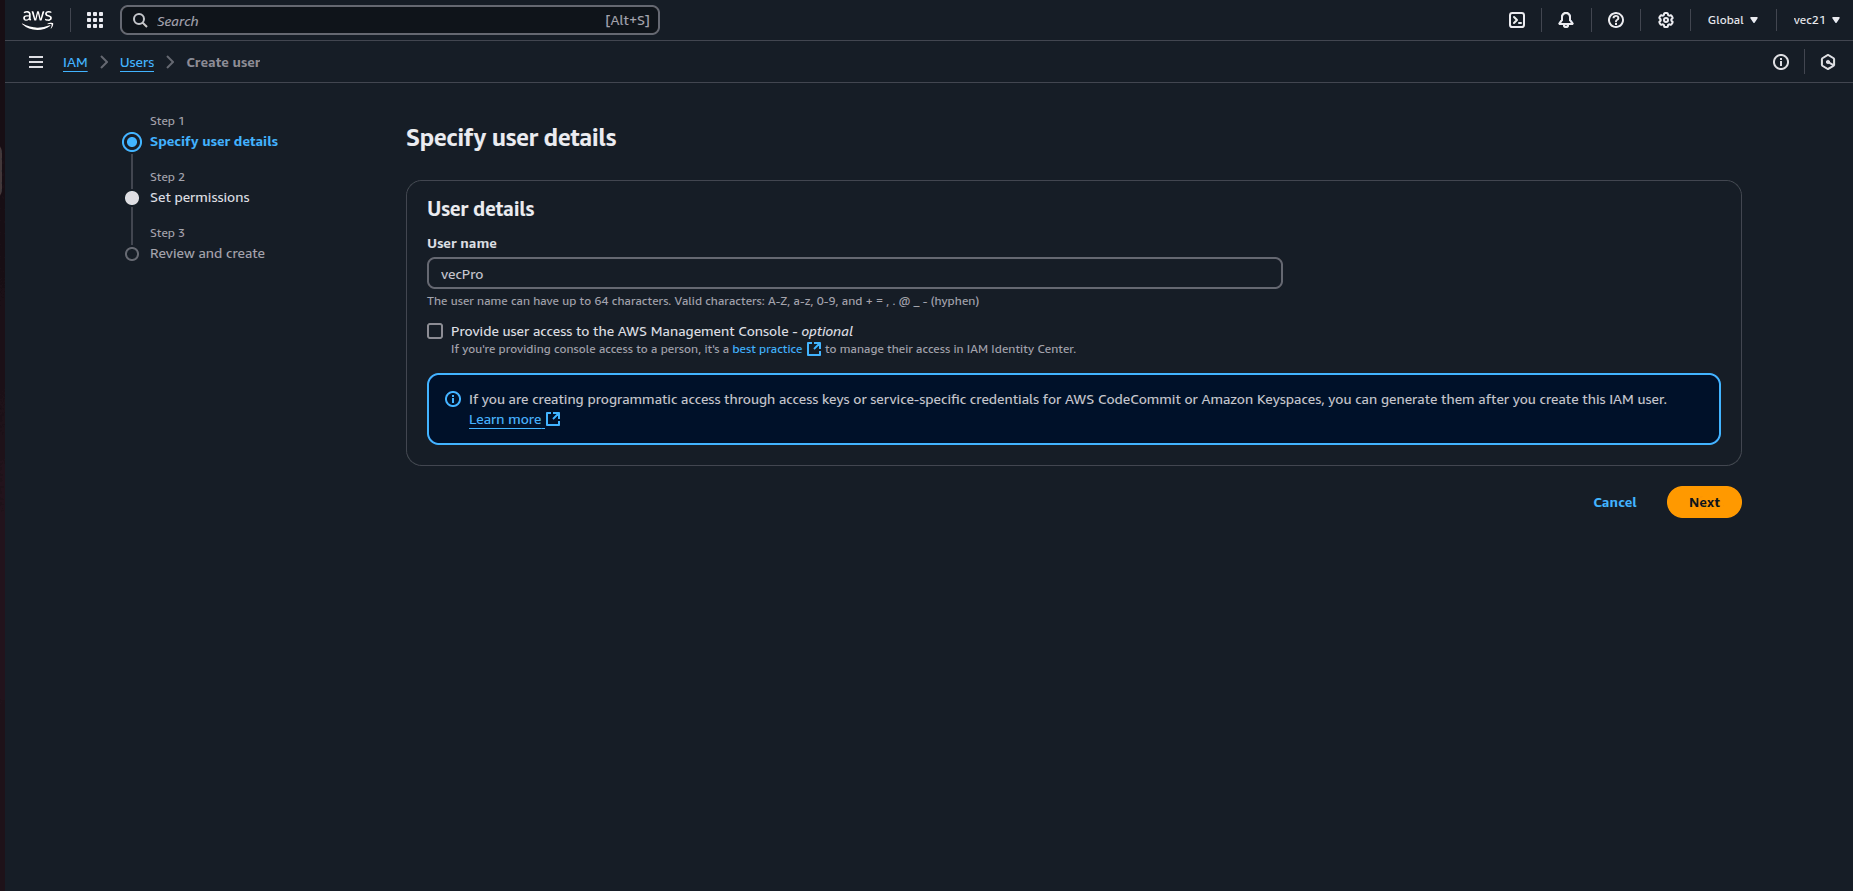 aws
Search [Alt+S]
Global
vec21
IAM
Users
Create user
Step 1
Specify user details
Step 2
Set permissions
Step 3
Review and create
Specify user details
User details
User name
vecPro
The user name can have up to 64 characters. Valid characters: A-Z, a-z, 0-9, and + = , . @ _ - (hyphen)
Provide user access to the AWS Management Console - optional
If you're providing console access to a person, it's a best practice to manage their access in IAM Identity Center.
If you are creating programmatic access through access keys or service-specific credentials for AWS CodeCommit or Amazon Keyspaces, you can generate them after you create this IAM user.
Learn more
Cancel
Next